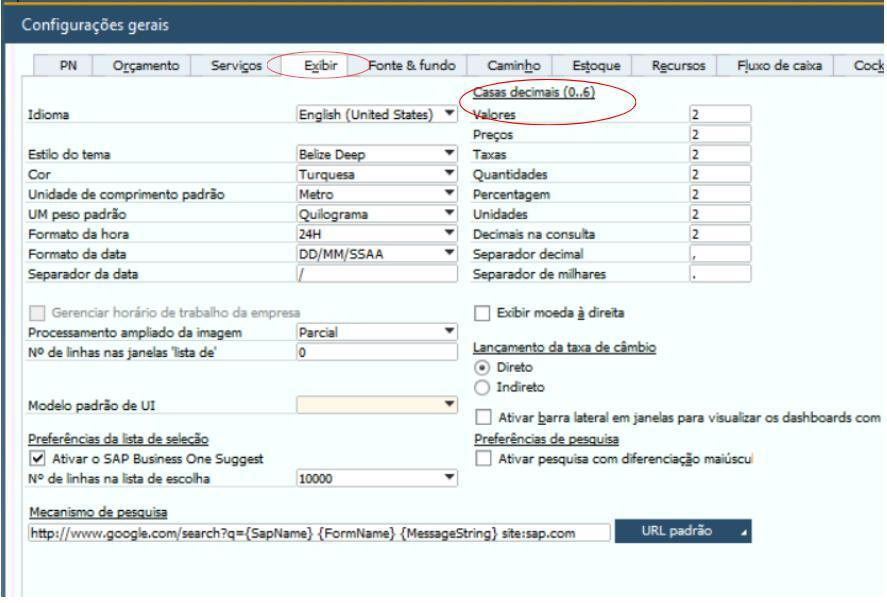 Configurações gerais
PN Orçamento Serviços Exibir Fonte & fundo Caminho Estoque Recursos Fluxo de caixa Cock
Casas decimais (0..6)
Idioma English (United States) Valores 2
Preços 2
Estilo do tema Belize Deep Taxas 2
Cor Turquesa Quantidades 2
Unidade de comprimento padrão Metro Percentagem 2
UM peso padrão Quilograma Unidades 2
Formato da hora 24H Decimais na consulta 2
Formato da data DD/MM/SSAA Separador decimal ,
Separador da data / Separador de milhares .
Gerenciar horário de trabalho da empresa Exibir moeda à direita
Processamento ampliado da imagem Parcial
Nº de linhas nas janelas 'lista de' 0 Lançamento da taxa de câmbio
Direto
Indireto
Modelo padrão de UI
Ativar barra lateral em janelas para visualizar os dashboards com
Preferências da lista de seleção Preferências de pesquisa
Ativar o SAP Business One Suggest Ativar pesquisa com diferenciação maiúscul
Nº de linhas na lista de escolha 10000
Mecanismo de pesquisa
http://www.google.com/search?q={SapName} {FormName} {MessageString} site:sap.com URL padrão